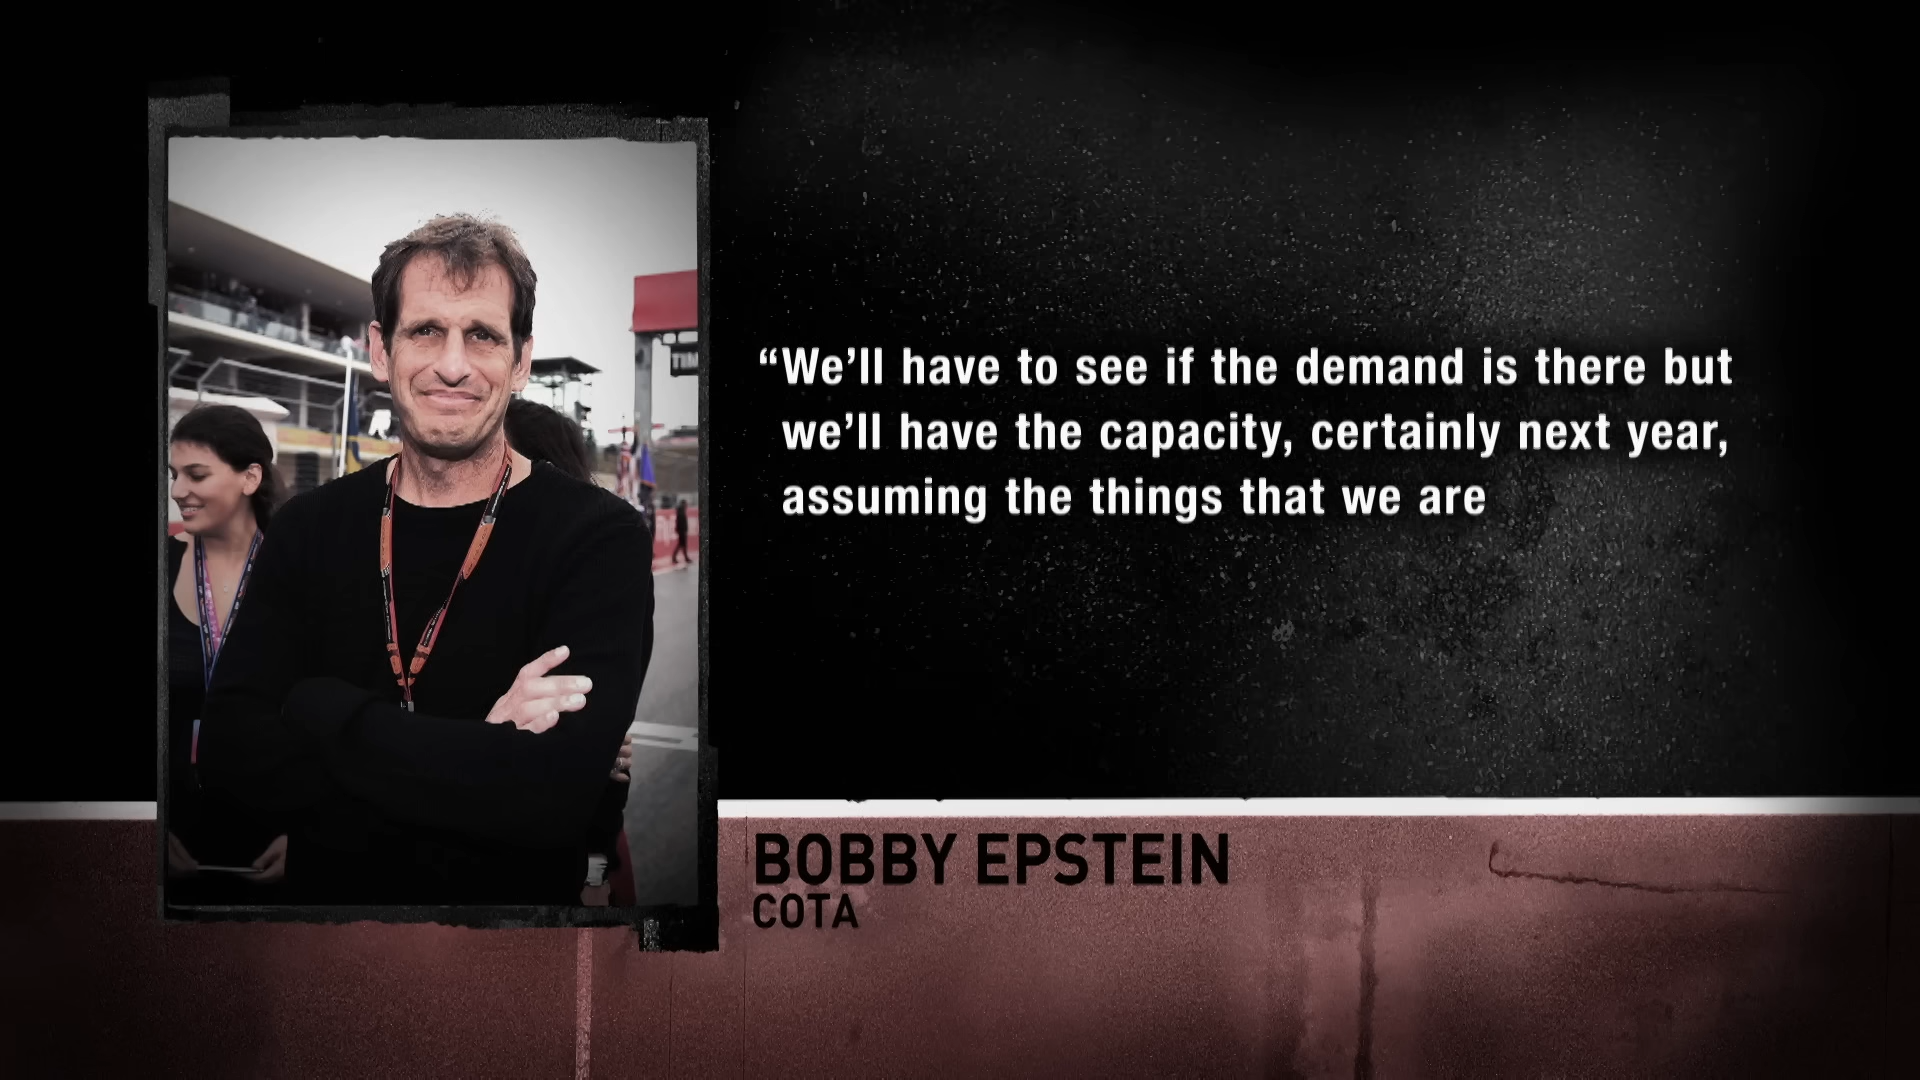 “We’ll have to see if the demand is there but
we’ll have the capacity, certainly next year,
assuming the things that we are
BOBBY EPSTEIN
COTA